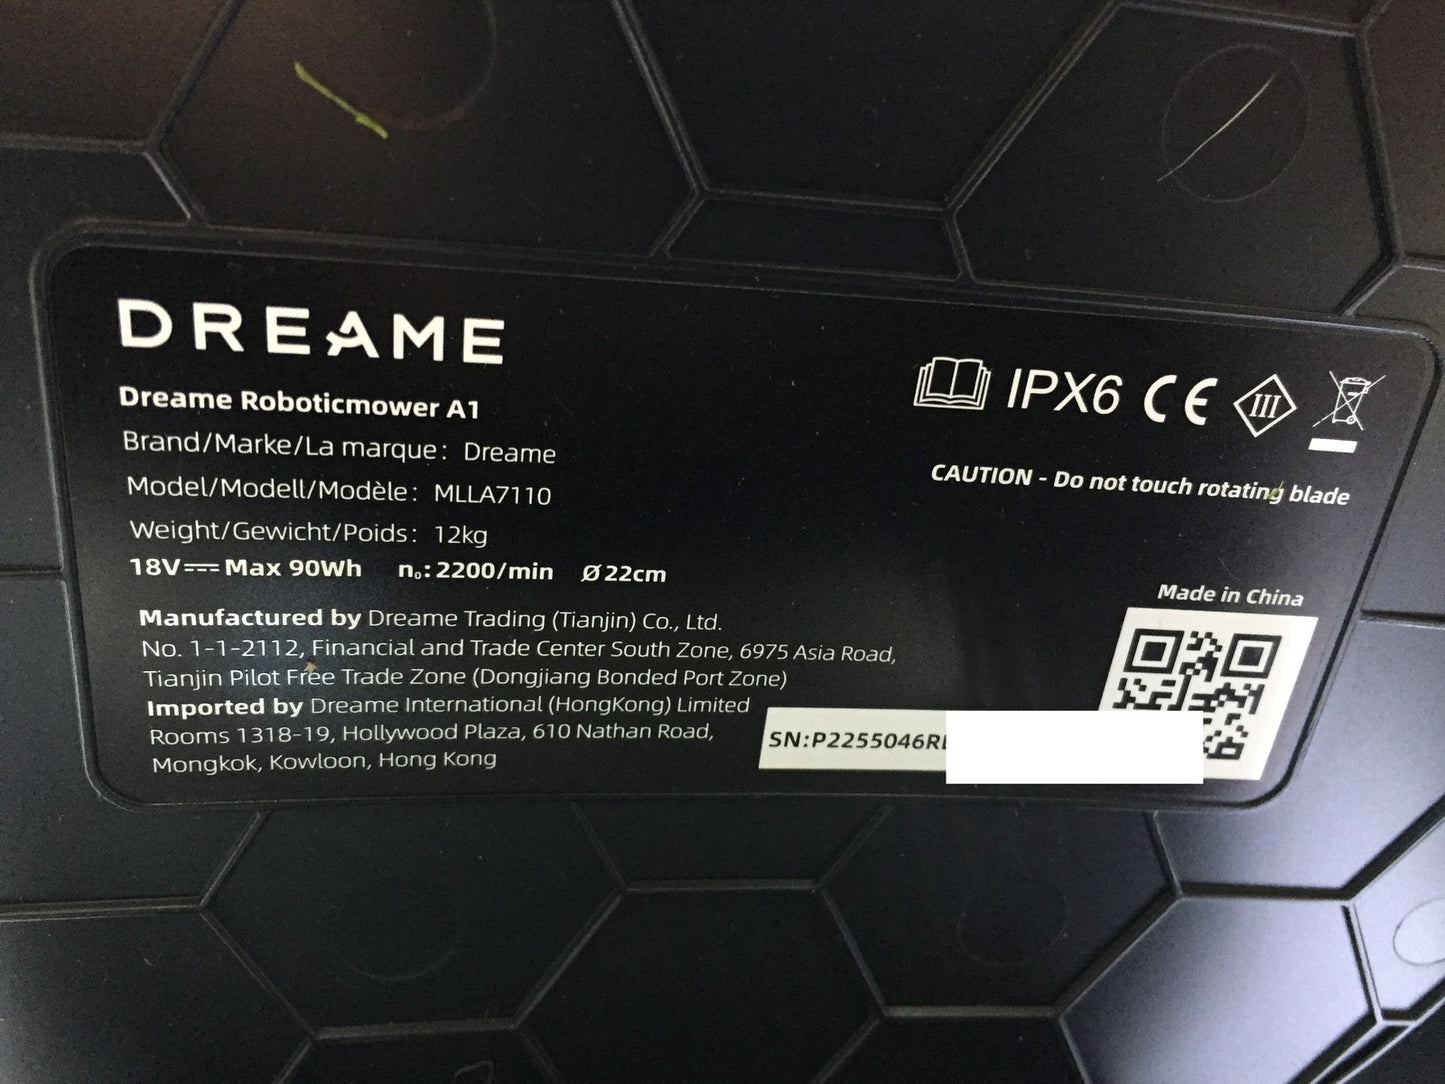 DREAME
Dreame Roboticmower A1
Brand/Marke/La marque: Dreame
Model/Modell/Modèle: MLLA7110
Weight/Gewicht/Poids: 12kg
18V⎓Max 90Wh n₀:2200/min Ø22cm
Manufactured by Dreame Trading (Tianjin) Co., Ltd.
No. 1-1-2112, Financial and Trade Center South Zone, 6975 Asia Road,
Tianjin Pilot Free Trade Zone (Dongjiang Bonded Port Zone)
Imported by Dreame International (HongKong) Limited
Rooms 1318-19, Hollywood Plaza, 610 Nathan Road,
Mongkok, Kowloon, Hong Kong
IPX6 CE III
CAUTION - Do not touch rotating blade
Made in China
SN:P2255046R